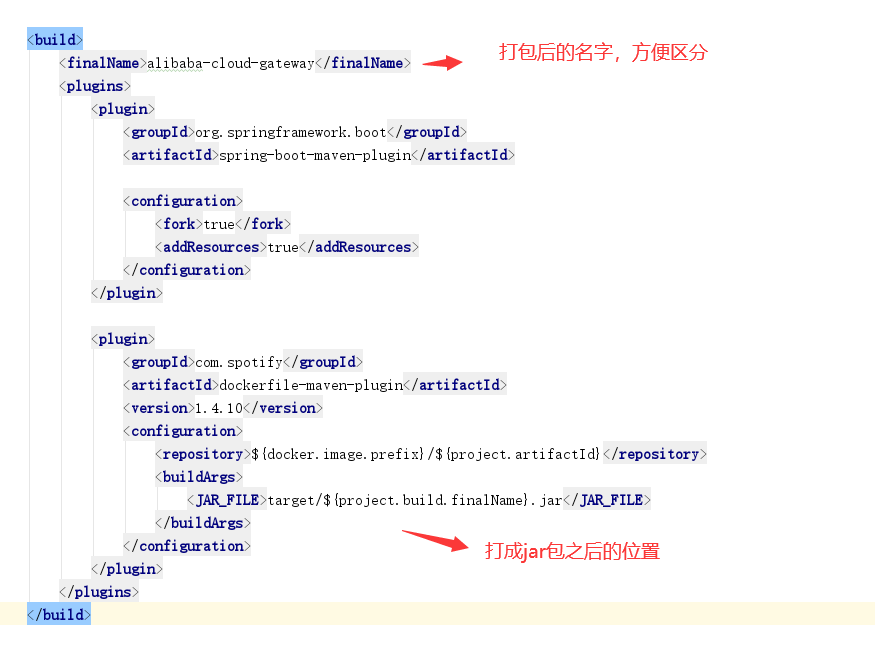 <build>
<finalName>alibaba-cloud-gateway</finalName>
打包后的名字，方便区分
<plugins>
<plugin>
<groupId>org.springframework.boot</groupId>
<artifactId>spring-boot-maven-plugin</artifactId>
<configuration>
<fork>true</fork>
<addResources>true</addResources>
</configuration>
</plugin>
<plugin>
<groupId>com.spotify</groupId>
<artifactId>dockerfile-maven-plugin</artifactId>
<version>1.4.10</version>
<configuration>
<repository>${docker.image.prefix}/${project.artifactId}</repository>
<buildArgs>
<JAR_FILE>target/${project.build.finalName}.jar</JAR_FILE>
</buildArgs>
</configuration>
打成jar包之后的位置
</plugin>
</plugins>
</build>